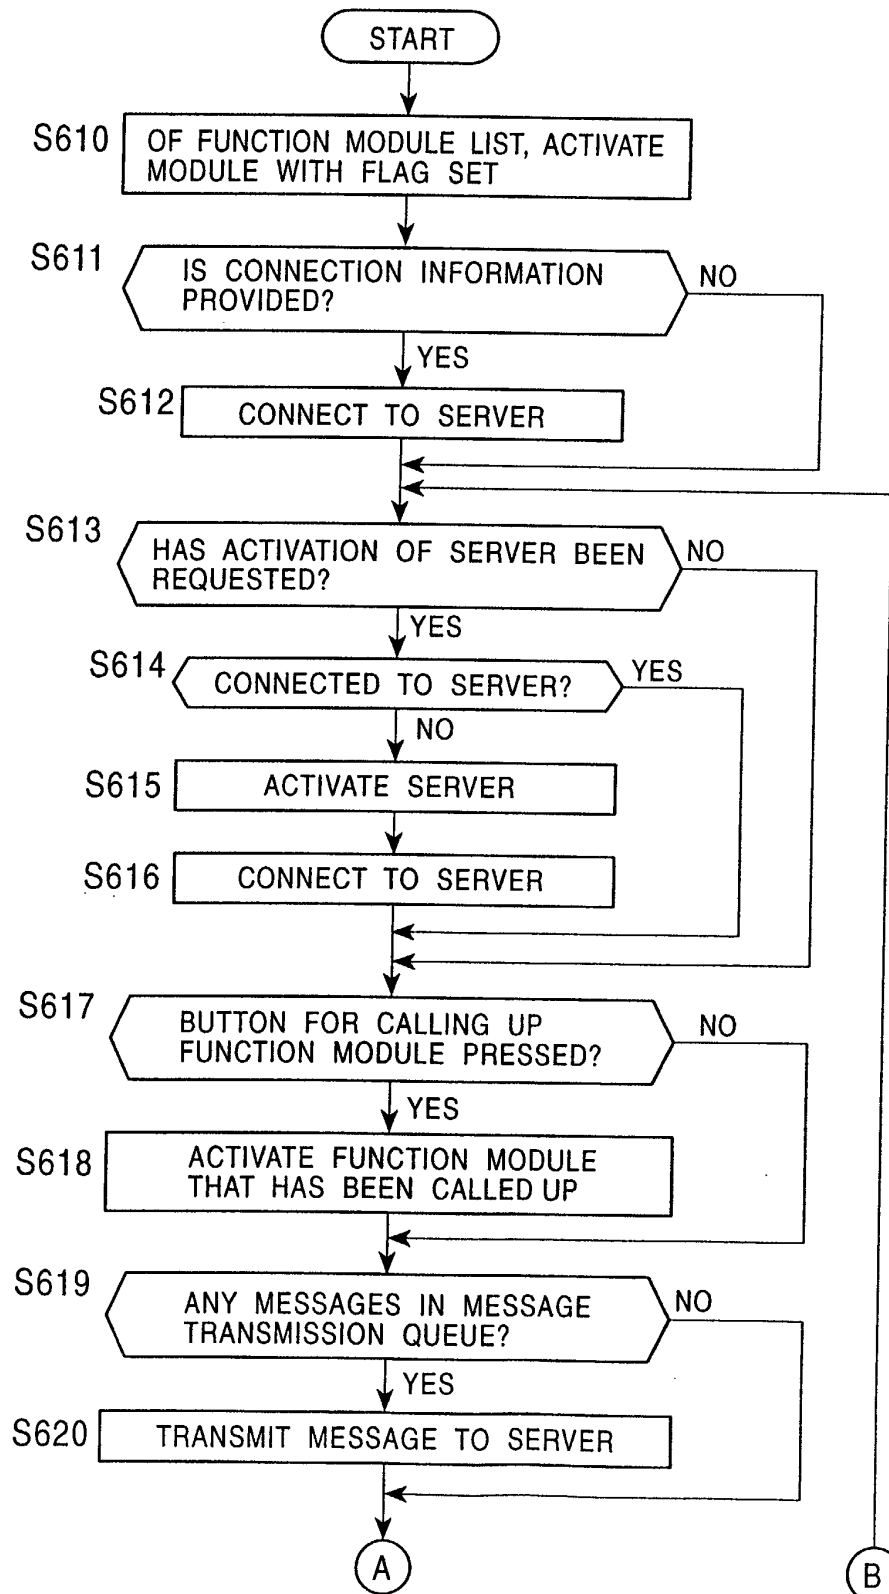 START
S610
OF FUNCTION MODULE LIST, ACTIVATE
MODULE WITH FLAG SET
S611
IS CONNECTION INFORMATION
PROVIDED?
NO
YES
S612
CONNECT TO SERVER
S613
HAS ACTIVATION OF SERVER BEEN
REQUESTED?
NO
YES
S614
CONNECTED TO SERVER?
YES
NO
S615
ACTIVATE SERVER
S616
CONNECT TO SERVER
S617
BUTTON FOR CALLING UP
FUNCTION MODULE PRESSED?
NO
YES
S618
ACTIVATE FUNCTION MODULE
THAT HAS BEEN CALLED UP
S619
ANY MESSAGES IN MESSAGE
TRANSMISSION QUEUE?
NO
YES
S620
TRANSMIT MESSAGE TO SERVER
A
B